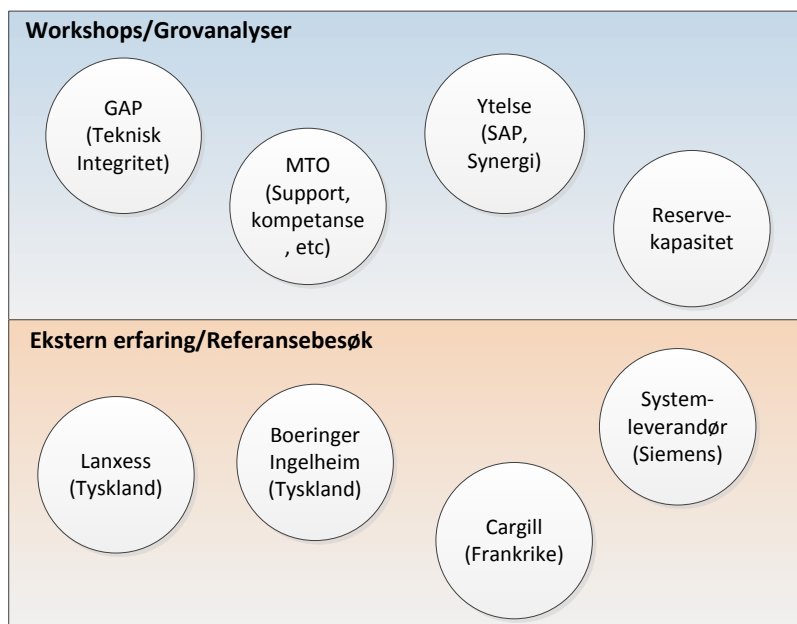 Workshops/Grovanalyser
GAP
(Teknisk
Integritet)
MTO
(Support,
kompetanse
, etc)
Ytelse
(SAP,
Synergi)
Reserve-
kapasitet
Ekstern erfaring/Referansebesøk
Lanxess
(Tyskland)
Boeringer
Ingelheim
(Tyskland)
Cargill
(Frankrike)
System-
leverandør
(Siemens)